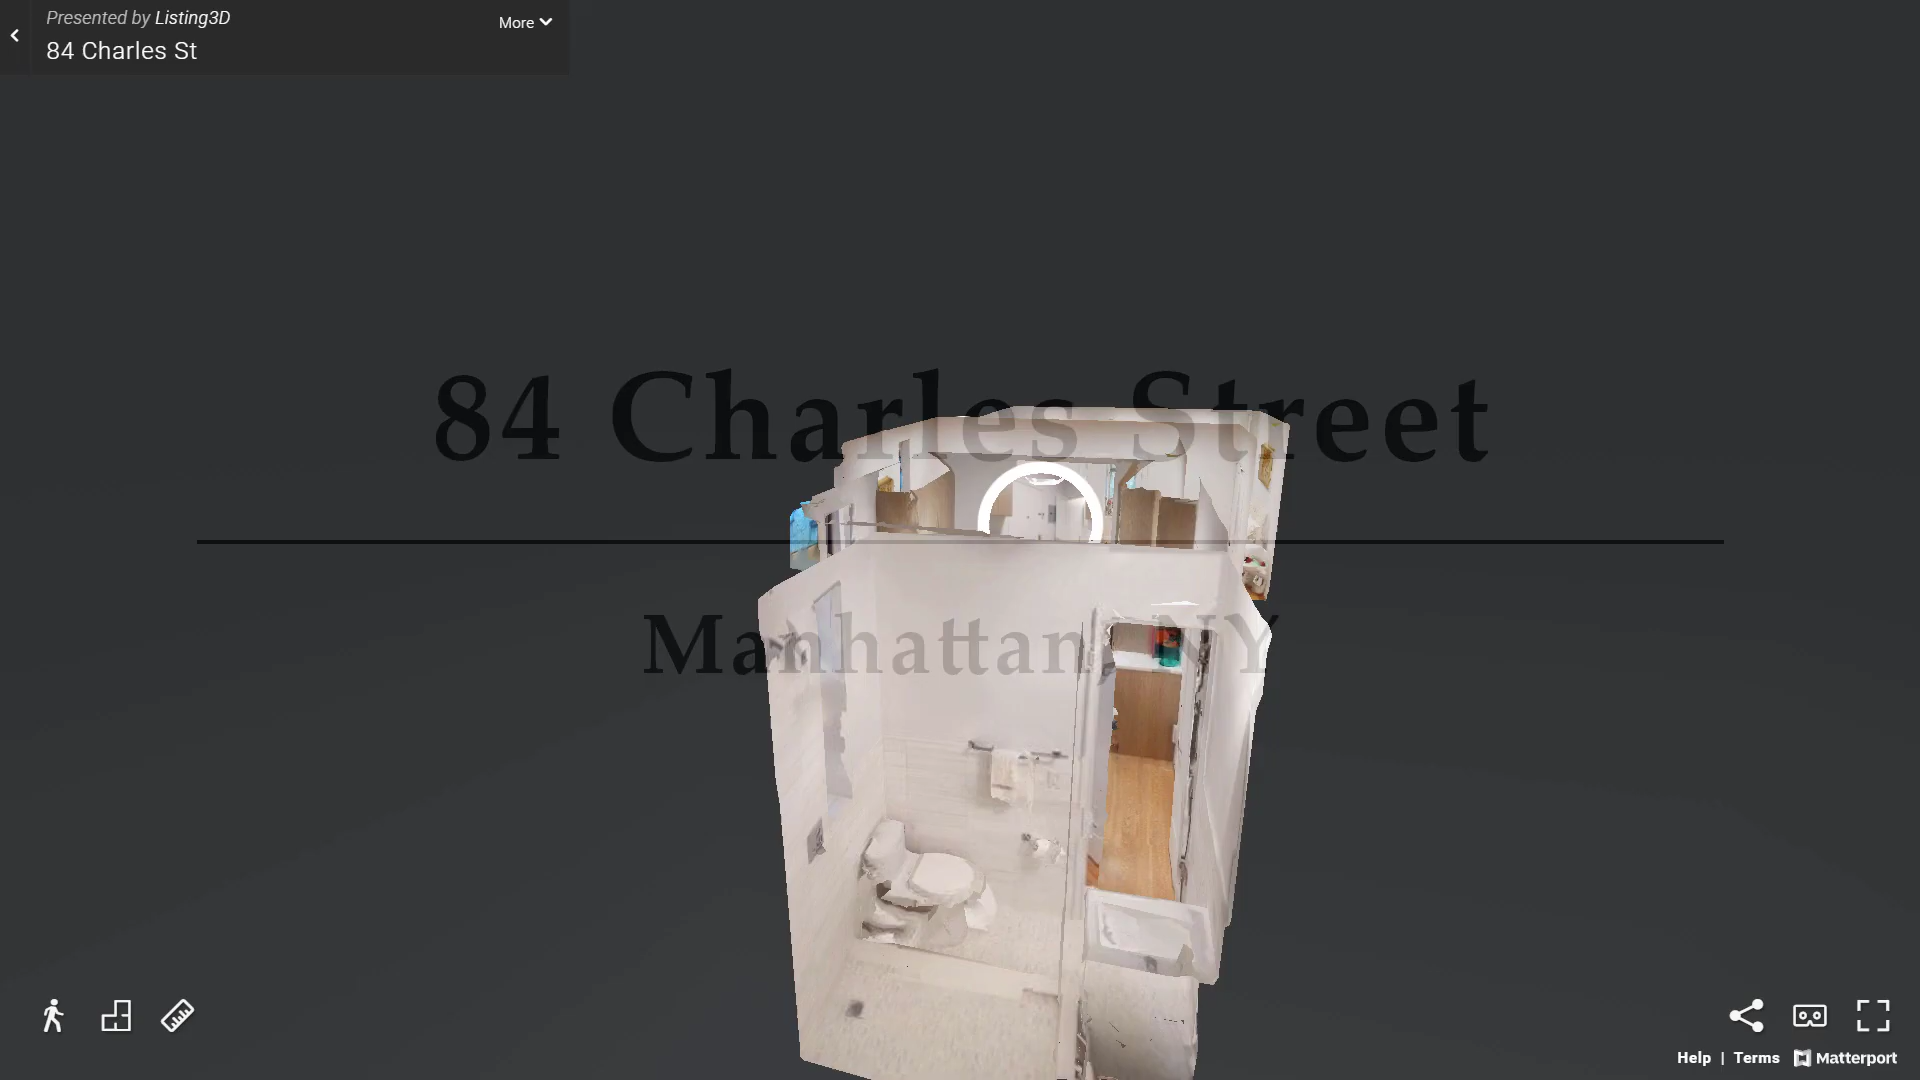 Presented by Listing3D
More
84 Charles St
84 Charles Street
Manhattan, NY
Help | Terms Matterport